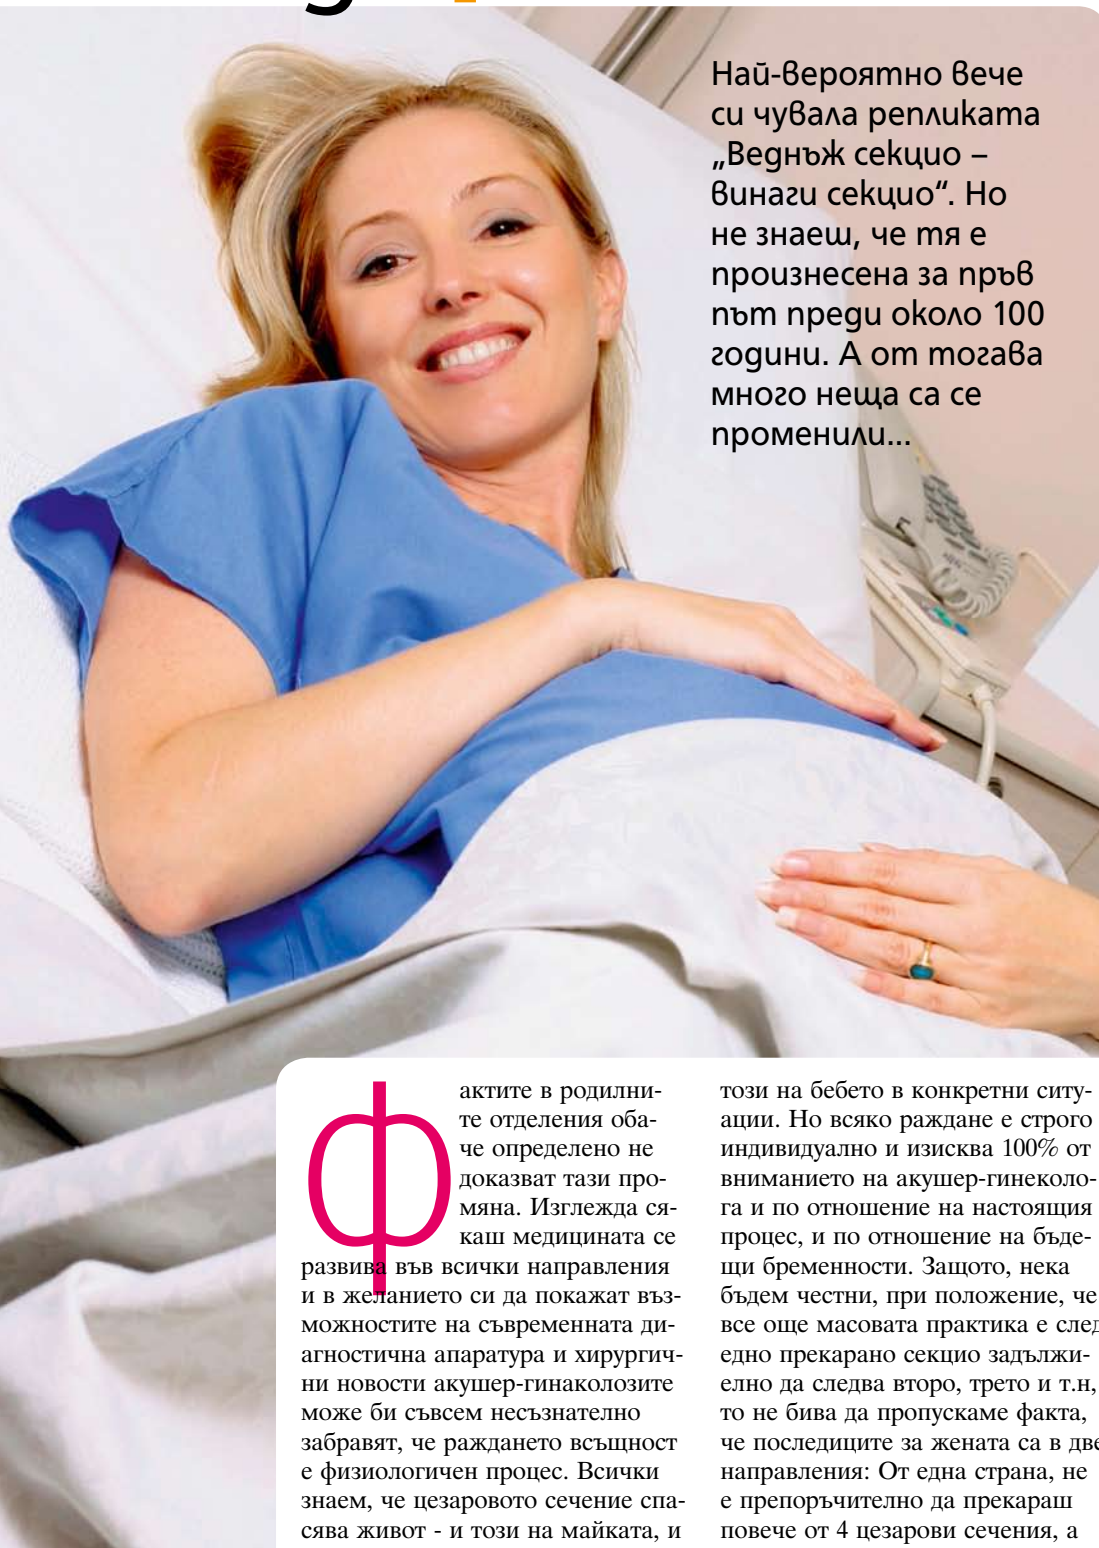 Най-вероятно вече
си чувала репликата
„Веднъж секцио –
винаги секцио“. Но
не знаеш, че тя е
произнесена за пръв
път преди около 100
години. А от тогава
много неща са се
променили...
фактите в родилни-
те отделения оба-
че определено не
доказват тази про-
мяна. Изглежда ся-
каш медицината се
развива във всички направления
и в желанието си да покажат въз-
можностите на съвременната ди-
агностична апаратура и хирургич-
ни новости акушер-гинаколозите
може би съвсем несъзнателно
забравят, че раждането всъщност
е физиологичен процес. Всички
знаем, че цезаровото сечение спа-
сява живот - и този на майката, и
този на бебето в конкретни ситу-
ации. Но всяко раждане е строго
индивидуално и изисква 100% от
вниманието на акушер-гинеколо-
га и по отношение на настоящия
процес, и по отношение на бъде-
щи бременности. Защото, нека
бъдем честни, при положение, че
все още масовата практика е след
едно прекарано секцио задължи-
елно да следва второ, трето и т.н,
то не бива да пропускаме факта,
че последиците за жената са в две
направления: От една страна, не
е препоръчително да прекараш
повече от 4 цезарови сечения, а